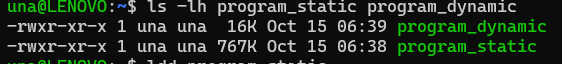 una@LENOVO:~$ ls -lh program_static program_dynamic
-rwxr-xr-x 1 una una  16K Oct 15 06:39 program_dynamic
-rwxr-xr-x 1 una una 767K Oct 15 06:38 program_static
una@LENOVO:~$ ldd program_static